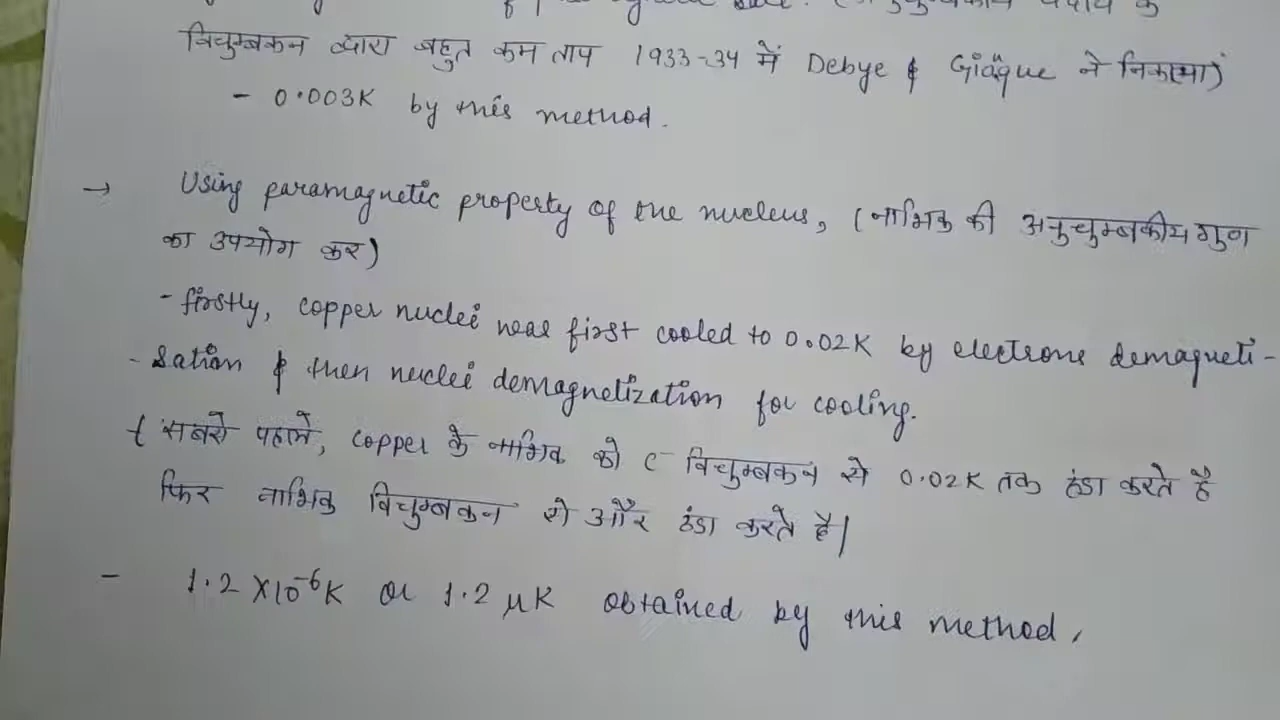 विचुम्बकन द्वारा बहुत कम ताप 1933-34 में Debye & Giaque ने निकाला)
- 0.003K by this method.
→ Using paramagnetic property of the nucleus, (नाभिक की अनुचुम्बकीय गुण
का उपयोग कर)
- firstly, copper nuclei near first cooled to 0.02K by electrons demagneti-
- sation & then nuclei demagnetization for cooling.
( सबसे पहले, copper के नाभिक को e⁻ विचुम्बकन से 0.02K तक ठंडा करते है
फिर नाभिक विचुम्बकन से और ठंडा करते है।
- 1.2 X10⁻⁶K or 1.2 μK obtained by this method,